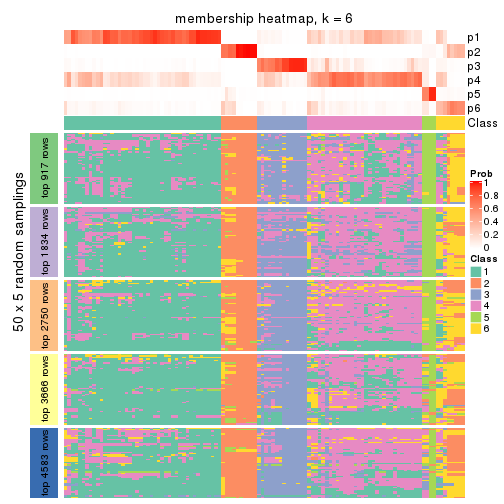 membership heatmap, k = 6
p1
p2
p3
p4
p5
p6
Class
50 x 5 random samplings
top 917 rows
top 1834 rows
top 2750 rows
top 3666 rows
top 4583 rows
Prob
1
0.8
0.6
0.4
0.2
0
Class
1
2
3
4
5
6